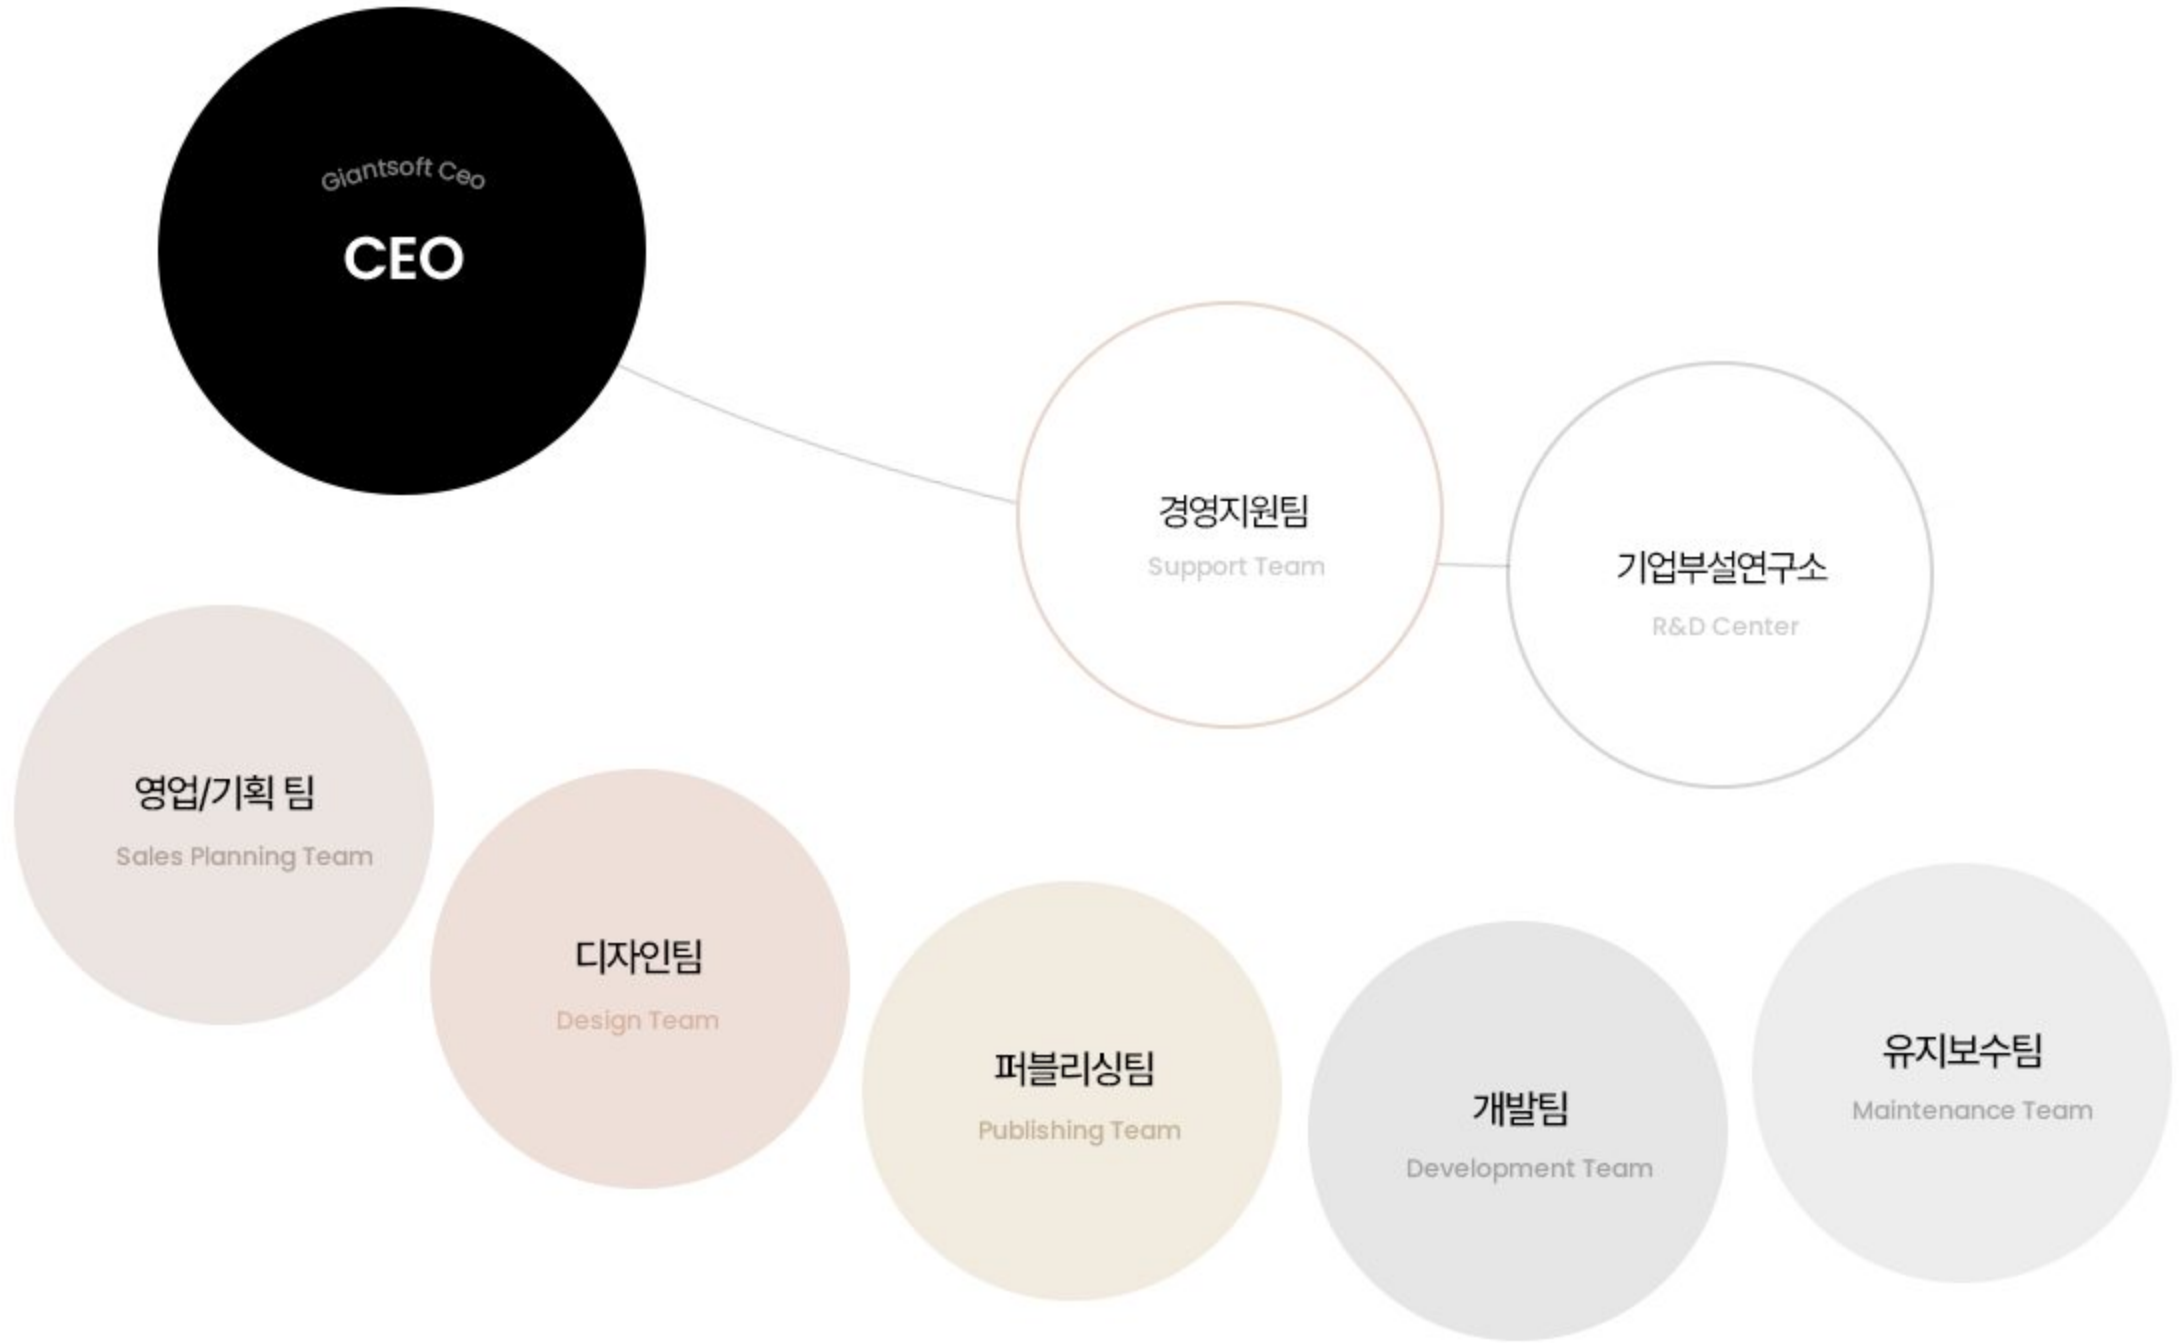 Giantsoft Ceo
CEO
경영지원팀
Support Team
기업부설연구소
R&D Center
영업/기획 팀
Sales Planning Team
디자인팀
Design Team
퍼블리싱팀
Publishing Team
개발팀
Development Team
유지보수팀
Maintenance Team